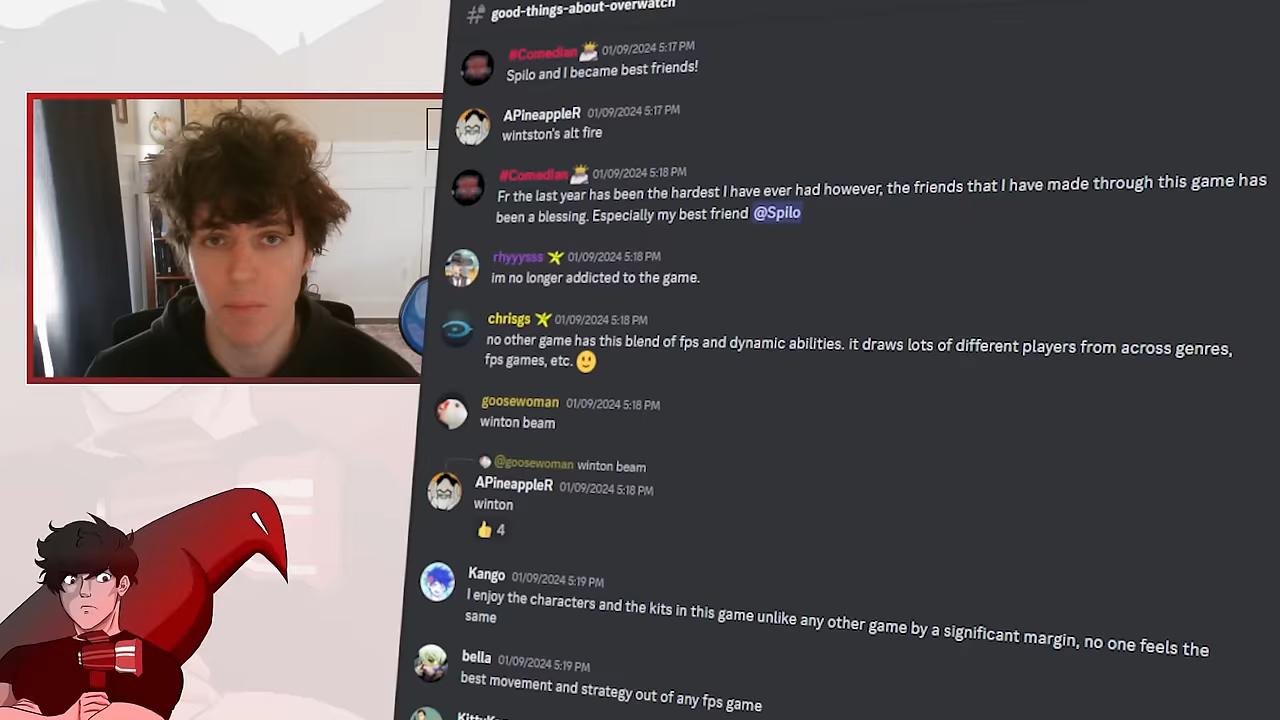 good-things-about-overwatch
#Comedian 01/09/2024 5:17 PM
Spilo and I became best friends!
APineappleR 01/09/2024 5:17 PM
wintston's alt fire
#Comedian 01/09/2024 5:18 PM
Fr the last year has been the hardest I have ever had however, the friends that I have made through this game has
been a blessing. Especially my best friend @Spilo
rhyyysss 01/09/2024 5:18 PM
im no longer addicted to the game.
chrisgs 01/09/2024 5:18 PM
no other game has this blend of fps and dynamic abilities. it draws lots of different players from across genres,
fps games, etc. 🙂
goosewoman 01/09/2024 5:18 PM
winton beam
@goosewoman winton beam
APineappleR 01/09/2024 5:18 PM
winton
👍 4
Kango 01/09/2024 5:19 PM
I enjoy the characters and the kits in this game unlike any other game by a significant margin, no one feels the
same
bella 01/09/2024 5:19 PM
best movement and strategy out of any fps game